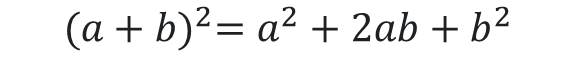 (a + b)²= a² + 2ab + b²